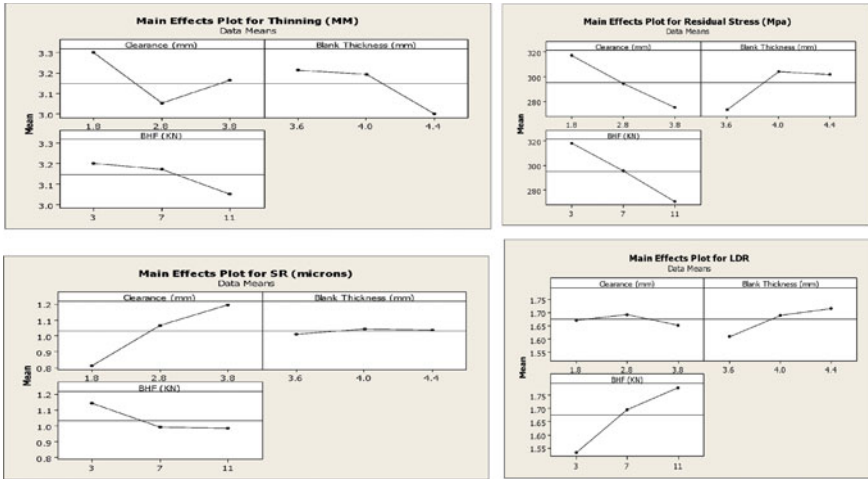 Main Effects Plot for Thinning (MM)
Data Means
Clearance (mm) Blank Thickness (mm)
3.3
3.2
3.1
3.0
1.8 2.8 3.8 3.6 4.0 4.4
Mean
BHF (KN)
3.3
3.2
3.1
3.0
3 7 11
Main Effects Plot for Residual Stress (Mpa)
Data Means
Clearance (mm) Blank Thickness (mm)
320
300
280
1.8 2.8 3.8 3.6 4.0 4.4
Mean
BHF (KN)
320
300
280
3 7 11
Main Effects Plot for SR (microns)
Data Means
Clearance (mm) Blank Thickness (mm)
1.2
1.1
1.0
0.9
0.8
1.8 2.8 3.8 3.6 4.0 4.4
Mean
BHF (KN)
1.2
1.1
1.0
0.9
0.8
3 7 11
Main Effects Plot for LDR
Data Means
Clearance (mm) Blank Thickness (mm)
1.75
1.70
1.65
1.60
1.55
1.8 2.8 3.8 3.6 4.0 4.4
Mean
BHF (KN)
1.75
1.70
1.65
1.60
1.55
3 7 11